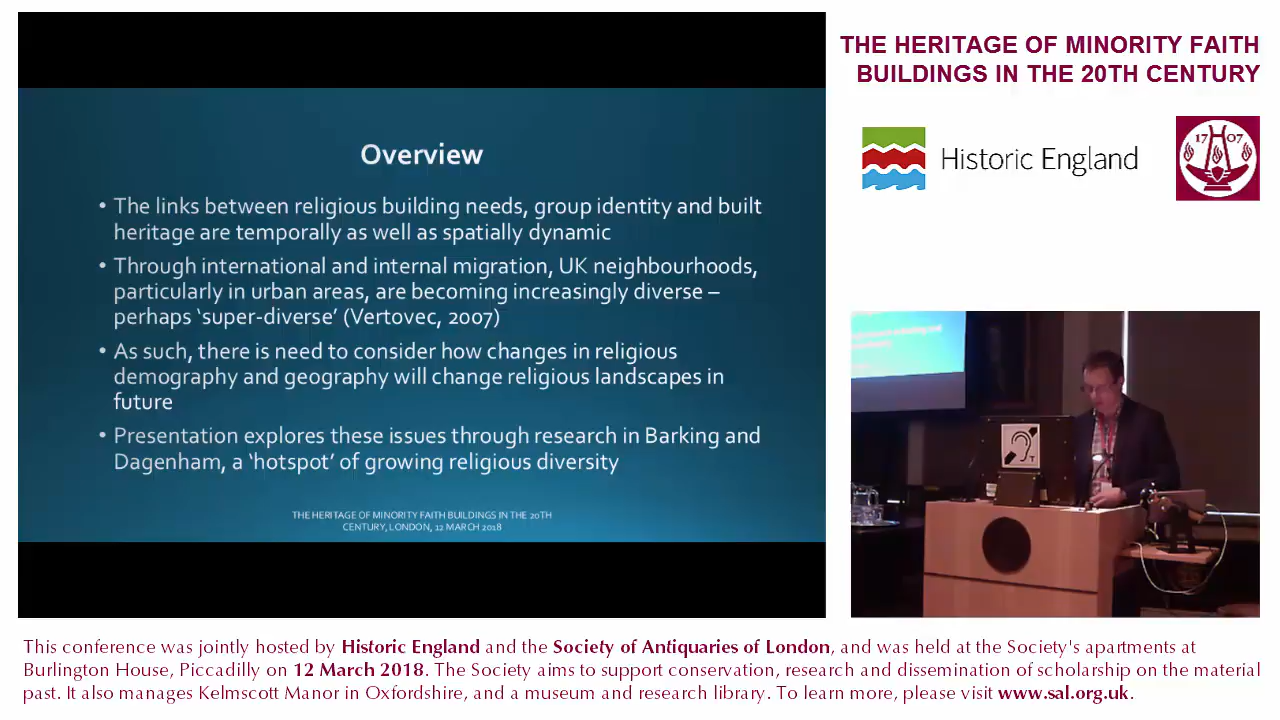 THE HERITAGE OF MINORITY FAITH
BUILDINGS IN THE 20TH CENTURY
Historic England
17 07
Overview
• The links between religious building needs, group identity and built
heritage are temporally as well as spatially dynamic
• Through international and internal migration, UK neighbourhoods,
particularly in urban areas, are becoming increasingly diverse –
perhaps ‘super-diverse’ (Vertovec, 2007)
• As such, there is need to consider how changes in religious
demography and geography will change religious landscapes in
future
• Presentation explores these issues through research in Barking and
Dagenham, a ‘hotspot’ of growing religious diversity
THE HERITAGE OF MINORITY FAITH BUILDINGS IN THE 20TH
CENTURY, LONDON, 12 MARCH 2018
T
This conference was jointly hosted by Historic England and the Society of Antiquaries of London, and was held at the Society's apartments at
Burlington House, Piccadilly on 12 March 2018. The Society aims to support conservation, research and dissemination of scholarship on the material
past. It also manages Kelmscott Manor in Oxfordshire, and a museum and research library. To learn more, please visit www.sal.org.uk.